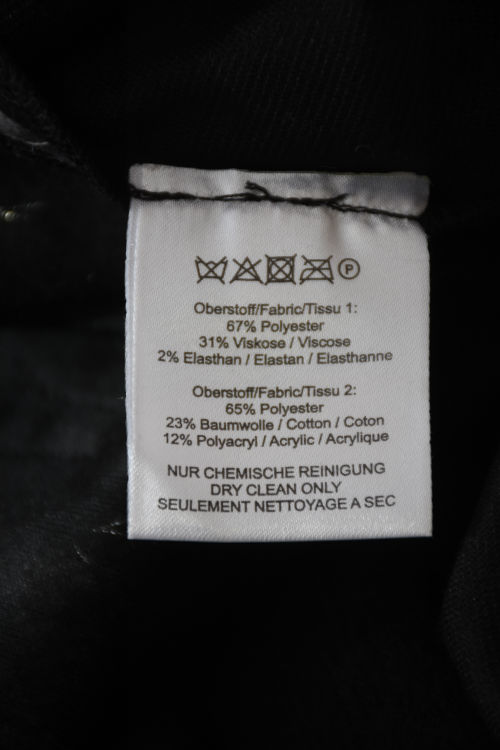 P
Oberstoff/Fabric/Tissu 1:
67% Polyester
31% Viskose / Viscose
2% Elasthan / Elastan / Elasthanne
Oberstoff/Fabric/Tissu 2:
65% Polyester
23% Baumwolle / Cotton / Coton
12% Polyacryl / Acrylic / Acrylique
NUR CHEMISCHE REINIGUNG
DRY CLEAN ONLY
SEULEMENT NETTOYAGE A SEC